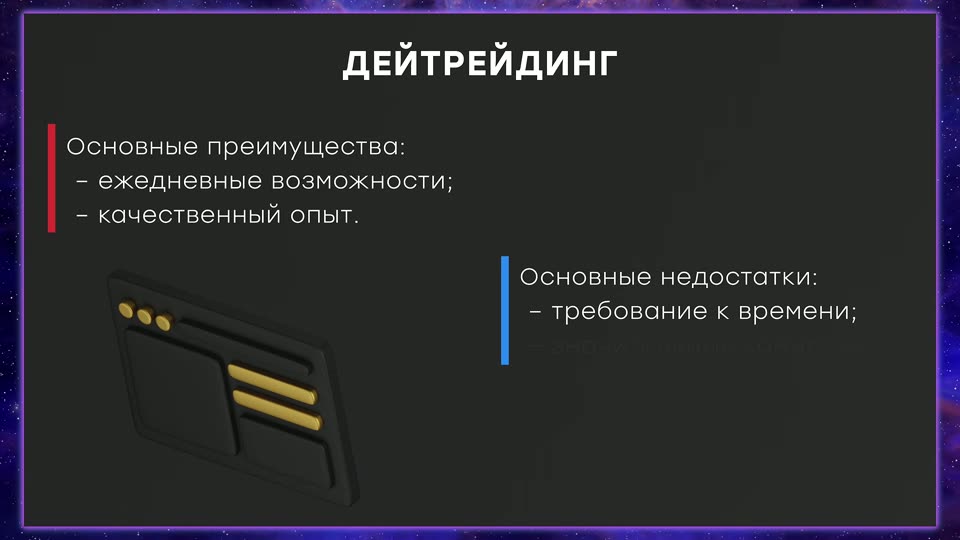 ДЕЙТРЕЙДИНГ
Основные преимущества:
– ежедневные возможности;
– качественный опыт.
Основные недостатки:
– требование к времени;